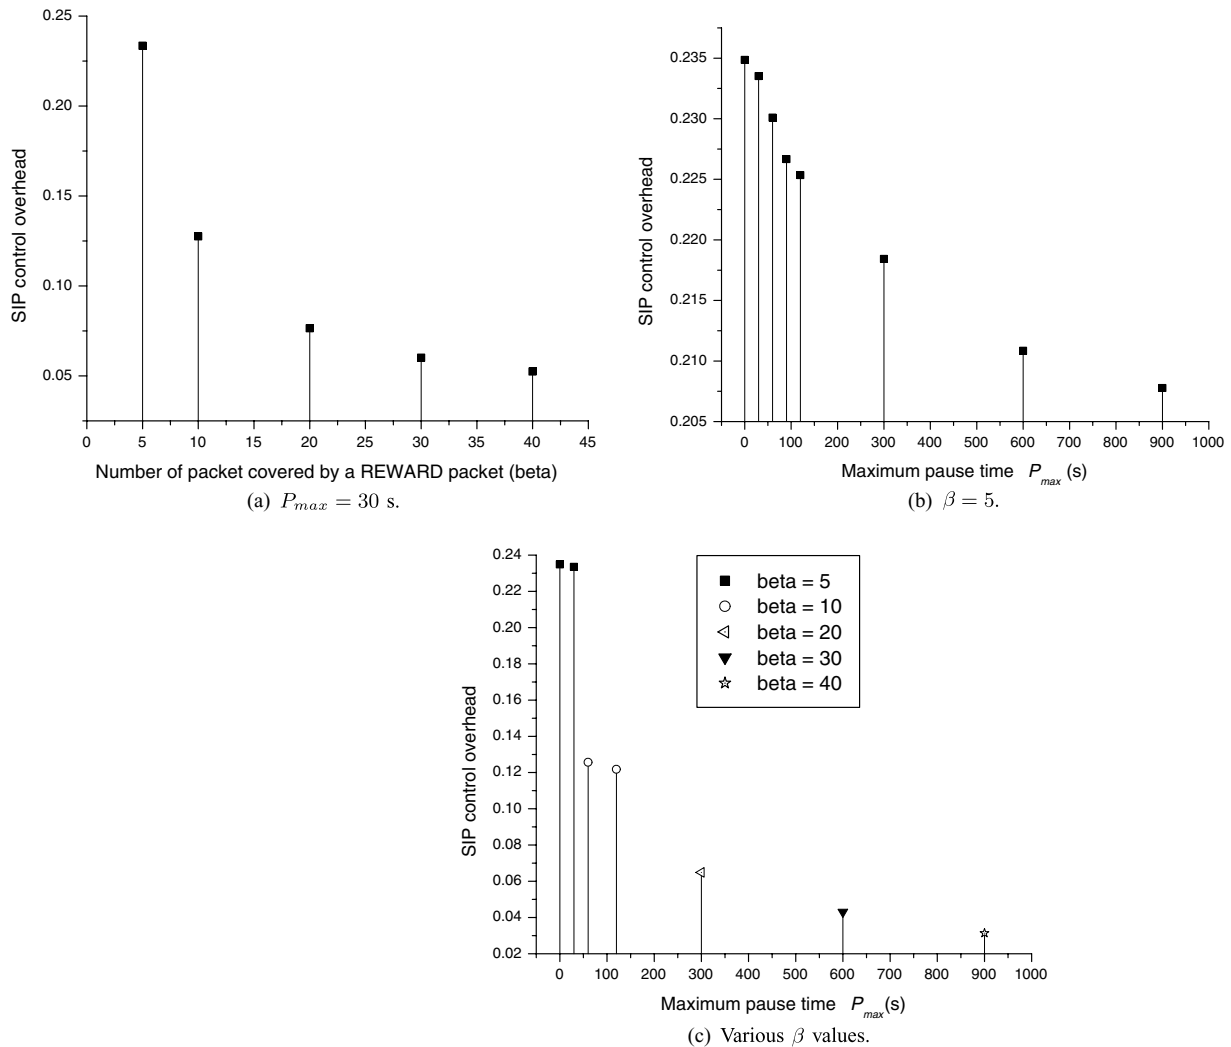 0.25
0.20
0.15
0.10
0.05
SIP control overhead
0 5 10 15 20 25 30 35 40 45
Number of packet covered by a REWARD packet (beta)
(a) P_max = 30 s.
0.235
0.230
0.225
0.220
0.215
0.210
0.205
SIP control overhead
0 100 200 300 400 500 600 700 800 900 1000
Maximum pause time P_max (s)
(b) β = 5.
0.24
0.22
0.20
0.18
0.16
0.14
0.12
0.10
0.08
0.06
0.04
0.02
SIP control overhead
beta = 5
beta = 10
beta = 20
beta = 30
beta = 40
0 100 200 300 400 500 600 700 800 900 1000
Maximum pause time P_max(s)
(c) Various β values.